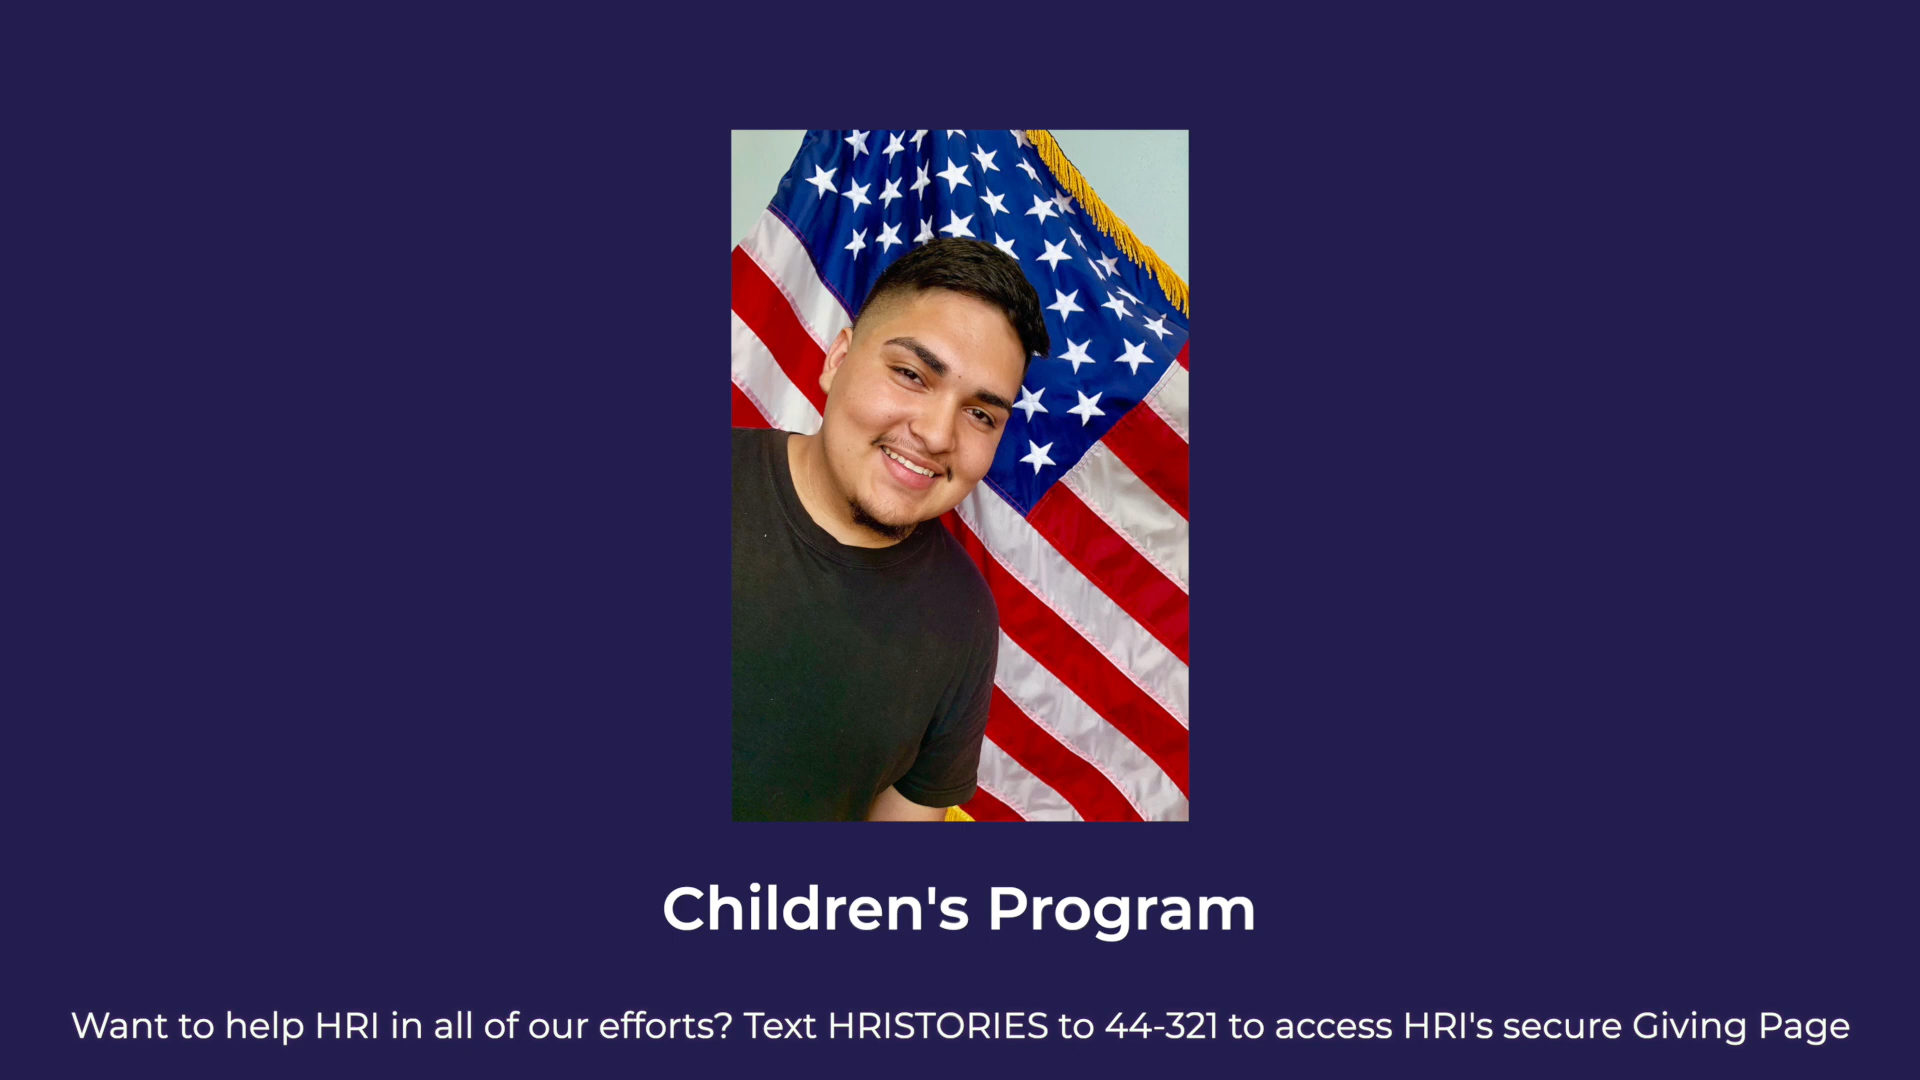 Children's Program
Want to help HRI in all of our efforts? Text HRISTORIES to 44-321 to access HRI's secure Giving Page